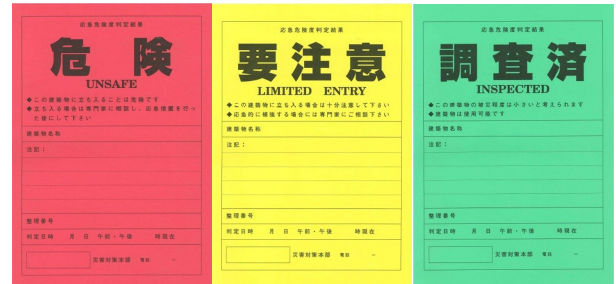 応急危険度判定結果
危険
UNSAFE
◆この建築物に立ち入ることは危険です
◆立ち入る場合は専門家に相談し、応急措置を行っ
た後にして下さい
建築物名称
注記：
整理番号
判定日時 月 日 午前・午後 時現在
災害対策本部 電話 −
応急危険度判定結果
要注意
LIMITED ENTRY
◆この建築物に立ち入る場合は十分注意して下さい
◆応急的に補強する場合には専門家にご相談下さい
建築物名称
注記：
整理番号
判定日時 月 日 午前・午後 時現在
災害対策本部 電話 −
応急危険度判定結果
調査済
INSPECTED
◆この建築物の被災程度は小さいと考えられます
◆建築物は使用可能です
建築物名称
注記：
整理番号
判定日時 月 日 午前・午後 時現在
災害対策本部 電話 −